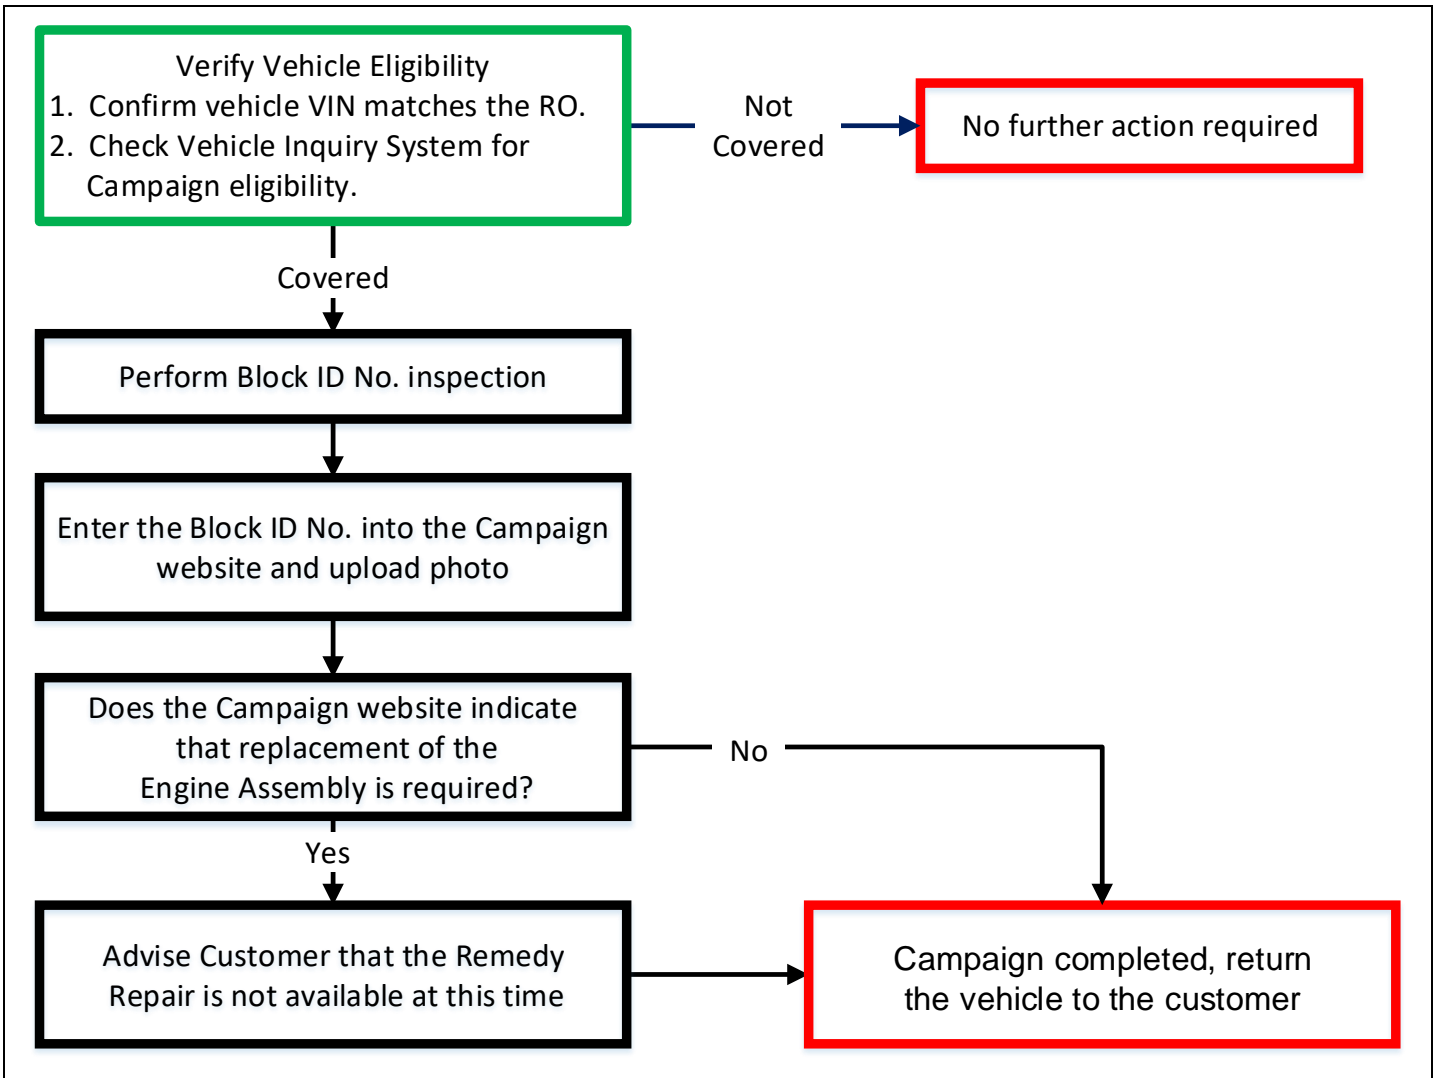 Verify Vehicle Eligibility
1. Confirm vehicle VIN matches the RO.
2. Check Vehicle Inquiry System for
Campaign eligibility.
Not
Covered
No further action required
Covered
Perform Block ID No. inspection
Enter the Block ID No. into the Campaign
website and upload photo
Does the Campaign website indicate
that replacement of the
Engine Assembly is required?
No
Yes
Advise Customer that the Remedy
Repair is not available at this time
Campaign completed, return
the vehicle to the customer